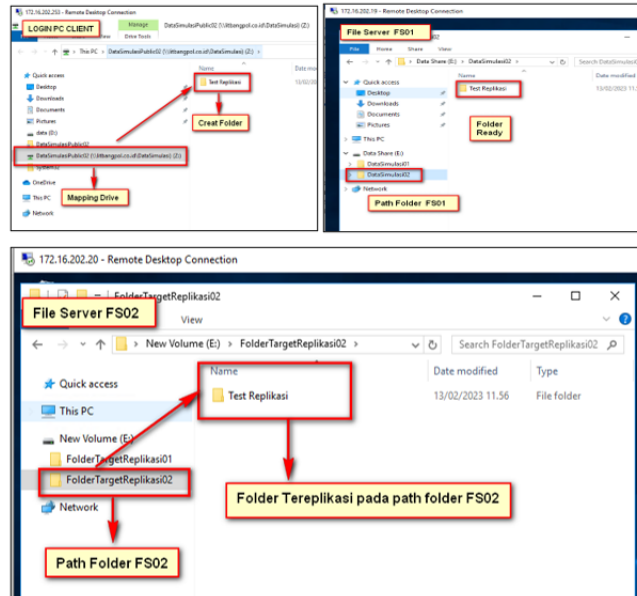 172.16.202.253 - Remote Desktop Connection
LOGIN PC CLIENT
Manage
DataSimulasiPublic02 (\\litbangpol.co.id\DataSimulasi) (Z:)
Drive Tools
This PC > DataSimulasiPublic02 (\\litbangpol.co.id\DataSimulasi) (Z:) >
Name
Quick access
Test Replikasi
13/02/
Desktop
Downloads
Documents
Pictures
Creat Folder
data (D:)
DataSimulasiPublic02
DataSimulasiPublic02 (\\litbangpol.co.id\DataSimulasi) (Z:)
System32
OneDrive
This PC
Mapping Drive
Network
172.16.202.19 - Remote Desktop Connection
File Server FS01
File
Home
Share
View
Data Share (E:) > DataSimulasi02
Search DataSimulasi0
Name
Date modified
Quick access
Test Replikasi
Desktop
Downloads
Documents
Pictures
Folder
Ready
This PC
Data Share (E:)
DataSimulasi01
DataSimulasi02
Network
Path Folder FS01
172.16.202.20 - Remote Desktop Connection
FolderTargetReplikasi02
File Server FS02
View
New Volume (E:) > FolderTargetReplikasi02 >
Search FolderTargetReplikasi02
Name
Date modified
Type
Quick access
Test Replikasi
13/02/2023 11.56
File folder
This PC
New Volume (E:)
FolderTargetReplikasi01
FolderTargetReplikasi02
Network
Folder Tereplikasi pada path folder FS02
Path Folder FS02